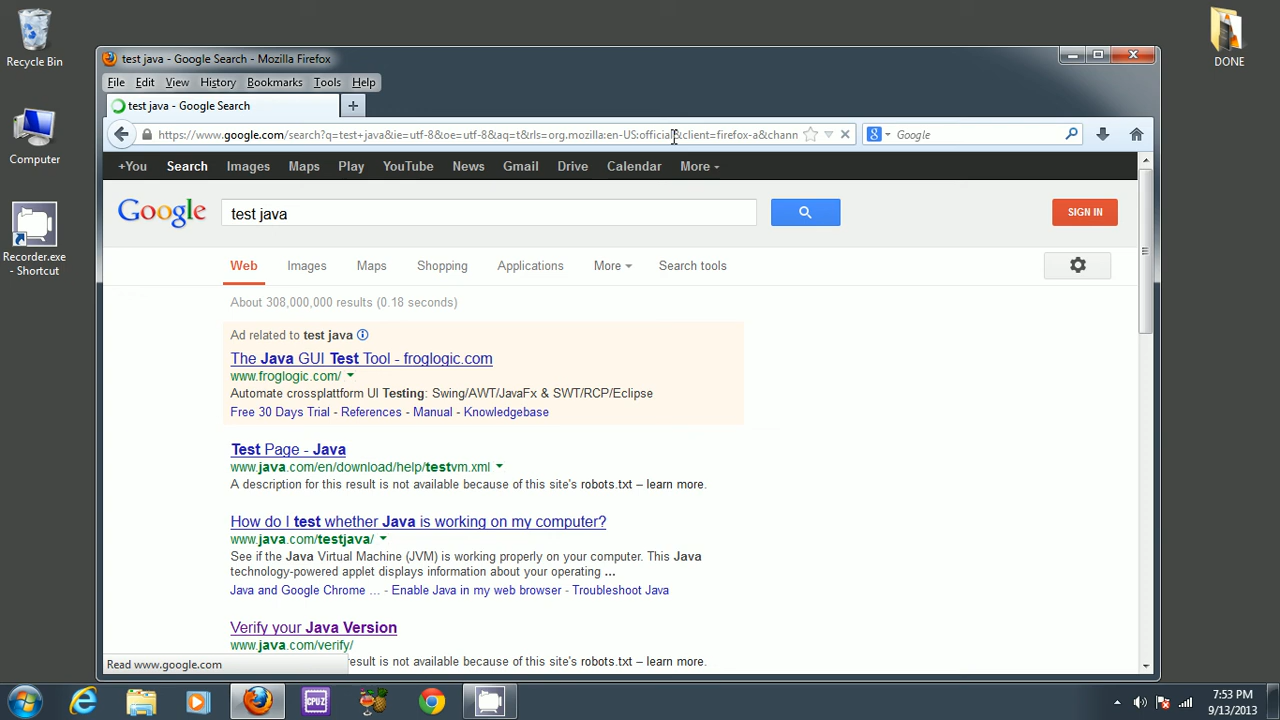 Recycle Bin
Computer
Recorder.exe
- Shortcut
DONE
test java - Google Search - Mozilla Firefox
File Edit View History Bookmarks Tools Help
test java - Google Search
https://www.google.com/search?q=test+java&ie=utf-8&oe=utf-8&aq=t&rls=org.mozilla:en-US:official&client=firefox-a&chann
Google
+You Search Images Maps Play YouTube News Gmail Drive Calendar More
Google
test java
SIGN IN
Web Images Maps Shopping Applications More Search tools
About 308,000,000 results (0.18 seconds)
Ad related to test java
The Java GUI Test Tool - froglogic.com
www.froglogic.com/
Automate crossplattform UI Testing: Swing/AWT/JavaFx & SWT/RCP/Eclipse
Free 30 Days Trial - References - Manual - Knowledgebase
Test Page - Java
www.java.com/en/download/help/testvm.xml
A description for this result is not available because of this site's robots.txt – learn more.
How do I test whether Java is working on my computer?
www.java.com/testjava/
See if the Java Virtual Machine (JVM) is working properly on your computer. This Java
technology-powered applet displays information about your operating ...
Java and Google Chrome ... - Enable Java in my web browser - Troubleshoot Java
Verify your Java Version
www.java.com/verify/
result is not available because of this site's robots.txt – learn more.
Read www.google.com
CPU-Z
7:53 PM
9/13/2013